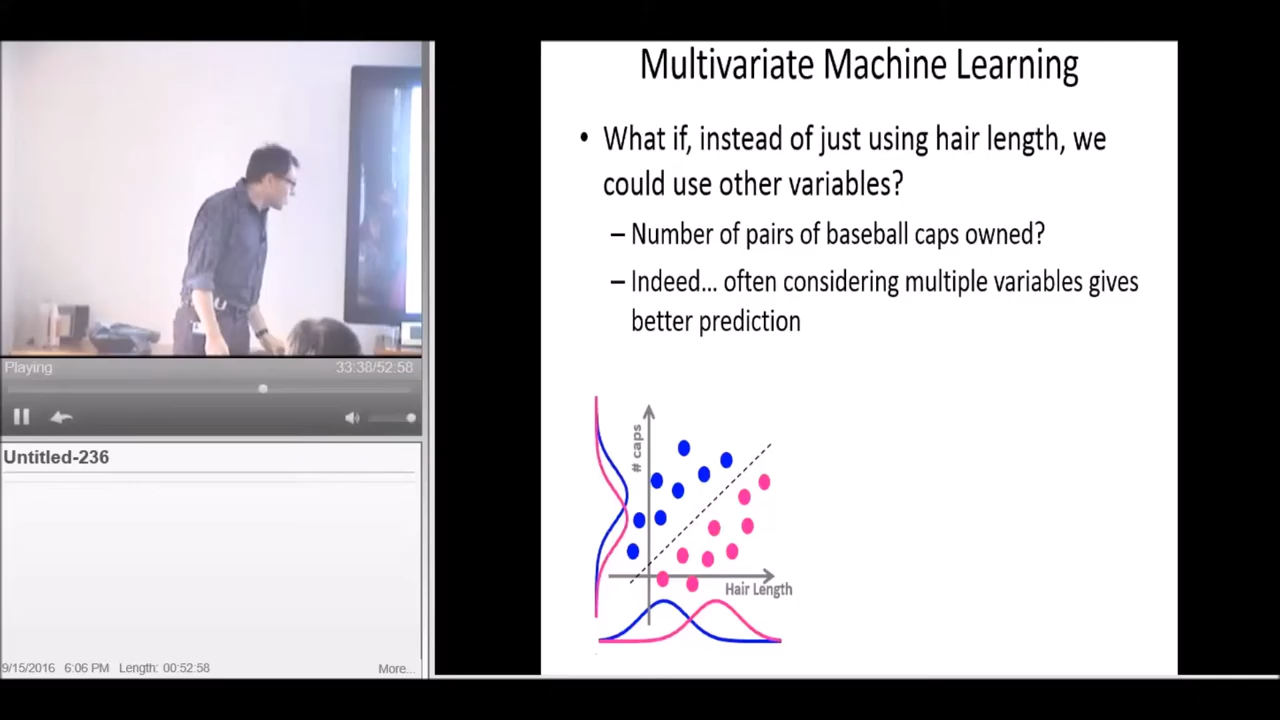 Multivariate Machine Learning
• What if, instead of just using hair length, we
could use other variables?
– Number of pairs of baseball caps owned?
– Indeed... often considering multiple variables gives
better prediction
# caps
Hair Length
Playing
33:38/52:58
Untitled-236
9/15/2016 6:06 PM Length: 00:52:58
More...